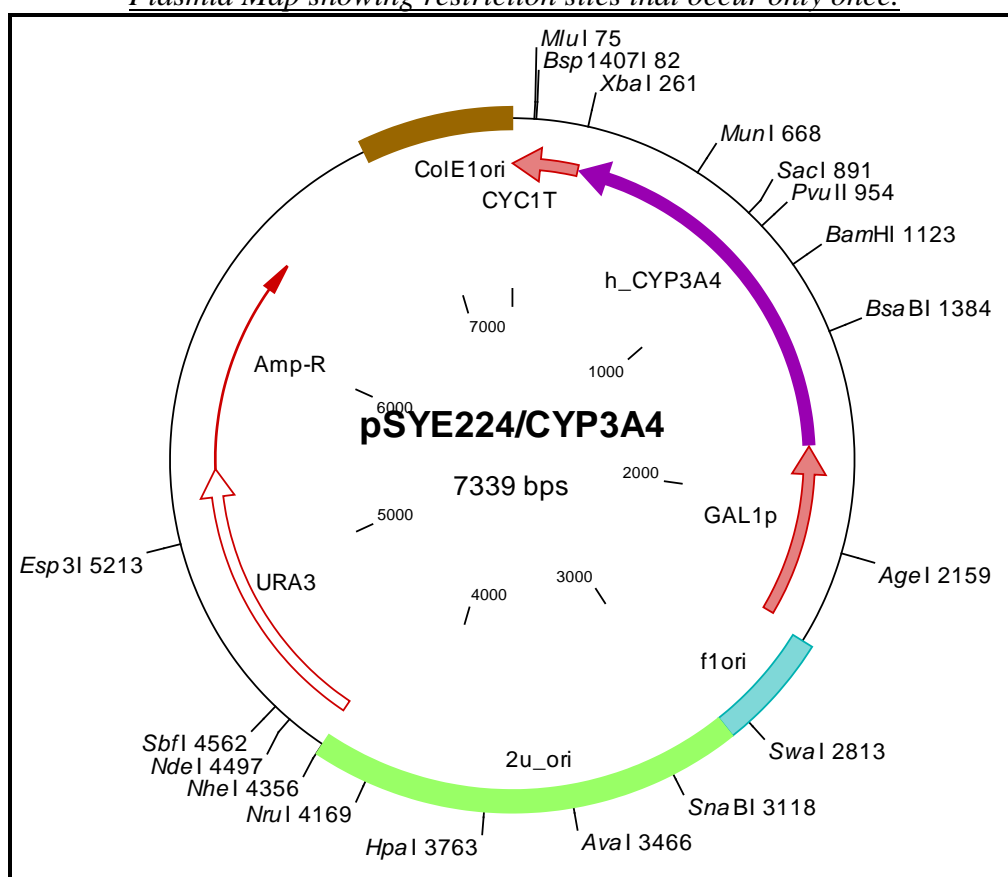 Plasmid Map showing restriction sites that occur only once.
MluI 75
Bsp1407I 82
XbaI 261
MunI 668
SacI 891
PvuII 954
BamHI 1123
BsaBI 1384
AgeI 2159
SwaI 2813
SnaBI 3118
AvaI 3466
HpaI 3763
NruI 4169
NheI 4356
NdeI 4497
SbfI 4562
Esp3I 5213
ColE1ori
CYC1T
h_CYP3A4
GAL1p
f1ori
2u_ori
URA3
Amp-R
7000
1000
2000
3000
4000
5000
6000
pSYE224/CYP3A4
7339 bps